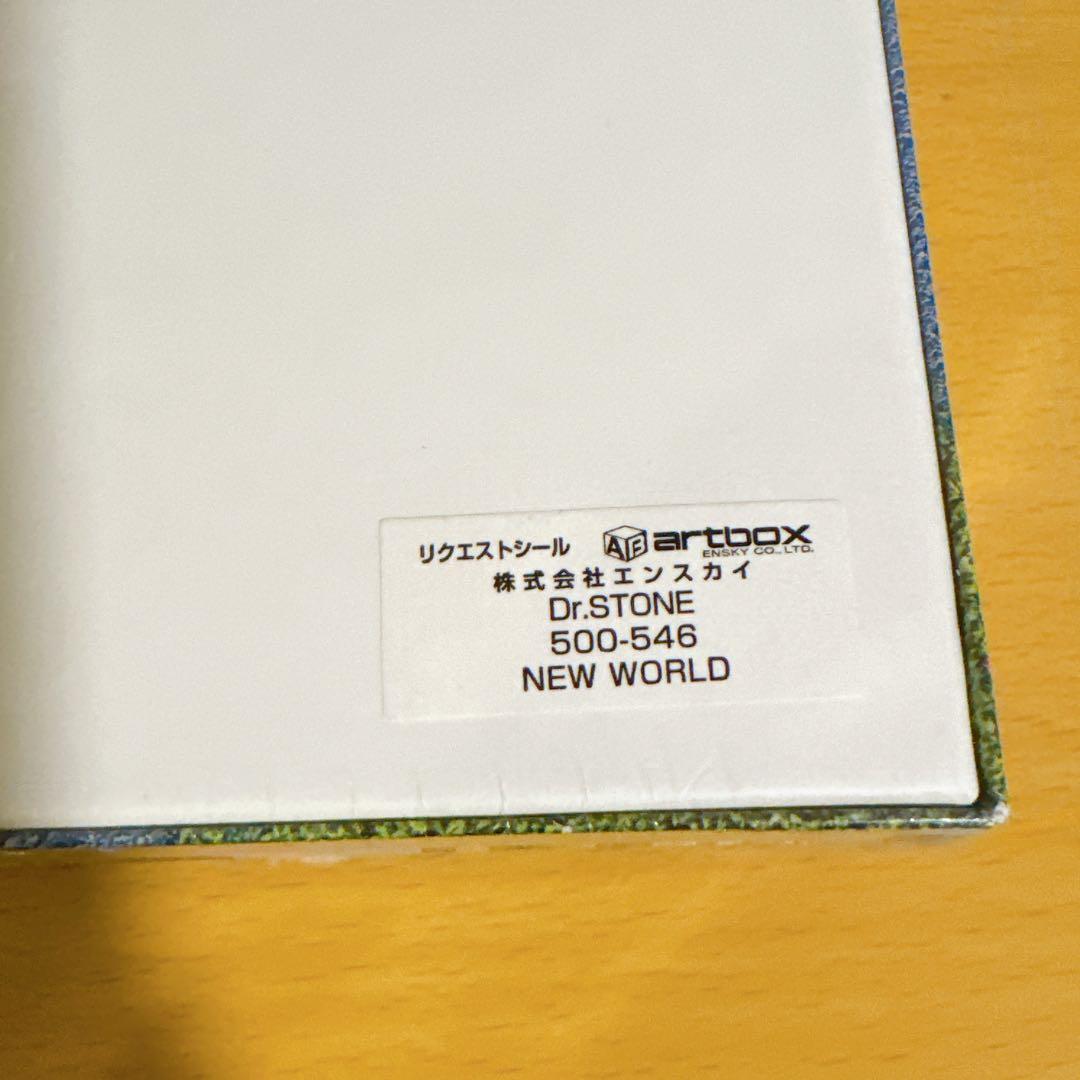 リクエストシール AE artbox
ENSKY CO., LTD.
株式会社エンスカイ
Dr.STONE
500-546
NEW WORLD